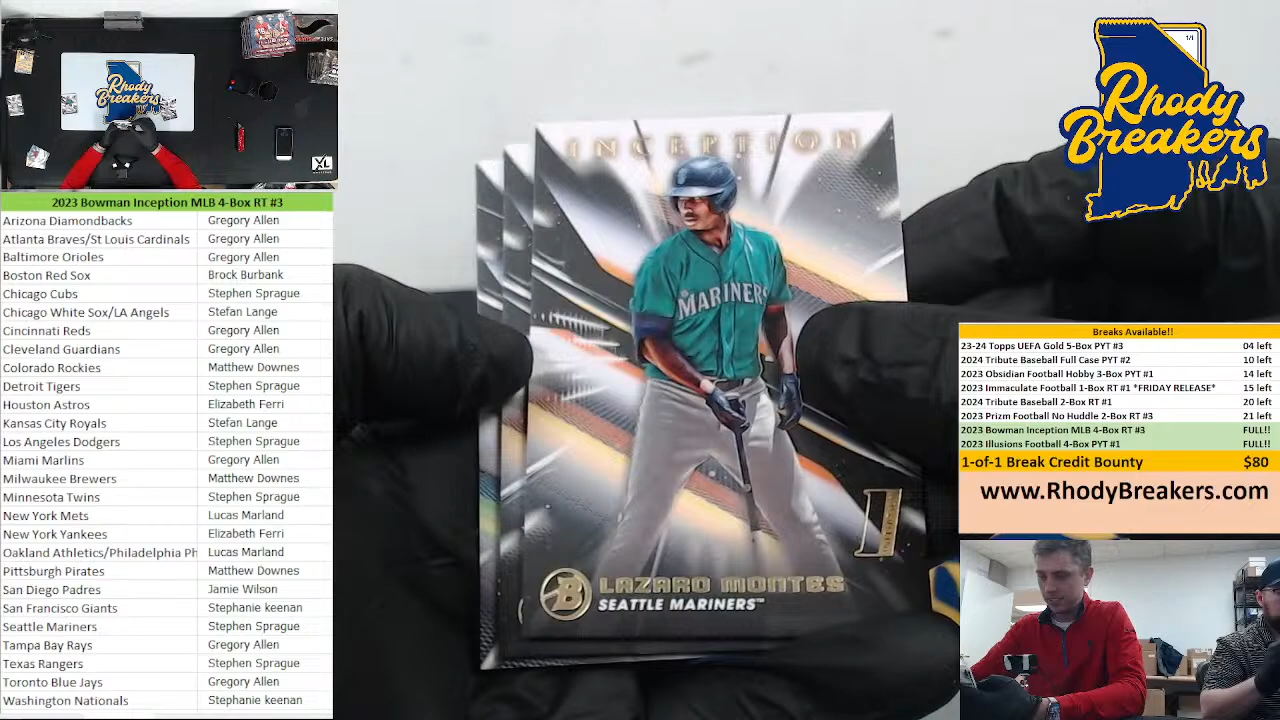 XL
2023 Bowman Inception MLB 4-Box RT #3
Arizona Diamondbacks Gregory Allen
Atlanta Braves/St Louis Cardinals Gregory Allen
Baltimore Orioles Gregory Allen
Boston Red Sox Brock Burbank
Chicago Cubs Stephen Sprague
Chicago White Sox/LA Angels Stefan Lange
Cincinnati Reds Gregory Allen
Cleveland Guardians Gregory Allen
Colorado Rockies Matthew Downes
Detroit Tigers Stephen Sprague
Houston Astros Elizabeth Ferri
Kansas City Royals Stefan Lange
Los Angeles Dodgers Stephen Sprague
Miami Marlins Gregory Allen
Milwaukee Brewers Matthew Downes
Minnesota Twins Stephen Sprague
New York Mets Lucas Marland
New York Yankees Elizabeth Ferri
Oakland Athletics/Philadelphia Ph Lucas Marland
Pittsburgh Pirates Matthew Downes
San Diego Padres Jamie Wilson
San Francisco Giants Stephanie keenan
Seattle Mariners Stephen Sprague
Tampa Bay Rays Gregory Allen
Texas Rangers Stephen Sprague
Toronto Blue Jays Gregory Allen
Washington Nationals Stephanie keenan
Rhody
Breakers
INCEPTION
MARINERS
B
LAZARO MONTES
SEATTLE MARINERS™
1/1
Rhody
Breakers
Breaks Available!!
23-24 Topps UEFA Gold 5-Box PYT #3 04 left
2024 Tribute Baseball Full Case PYT #2 10 left
2023 Obsidian Football Hobby 3-Box PYT #1 14 left
2023 Immaculate Football 1-Box RT #1 *FRIDAY RELEASE* 15 left
2024 Tribute Baseball 2-Box RT #1 20 left
2023 Prizm Football No Huddle 2-Box RT #3 21 left
2023 Bowman Inception MLB 4-Box RT #3 FULL!!
2023 Illusions Football 4-Box PYT #1 FULL!!
1-of-1 Break Credit Bounty $80
www.RhodyBreakers.com